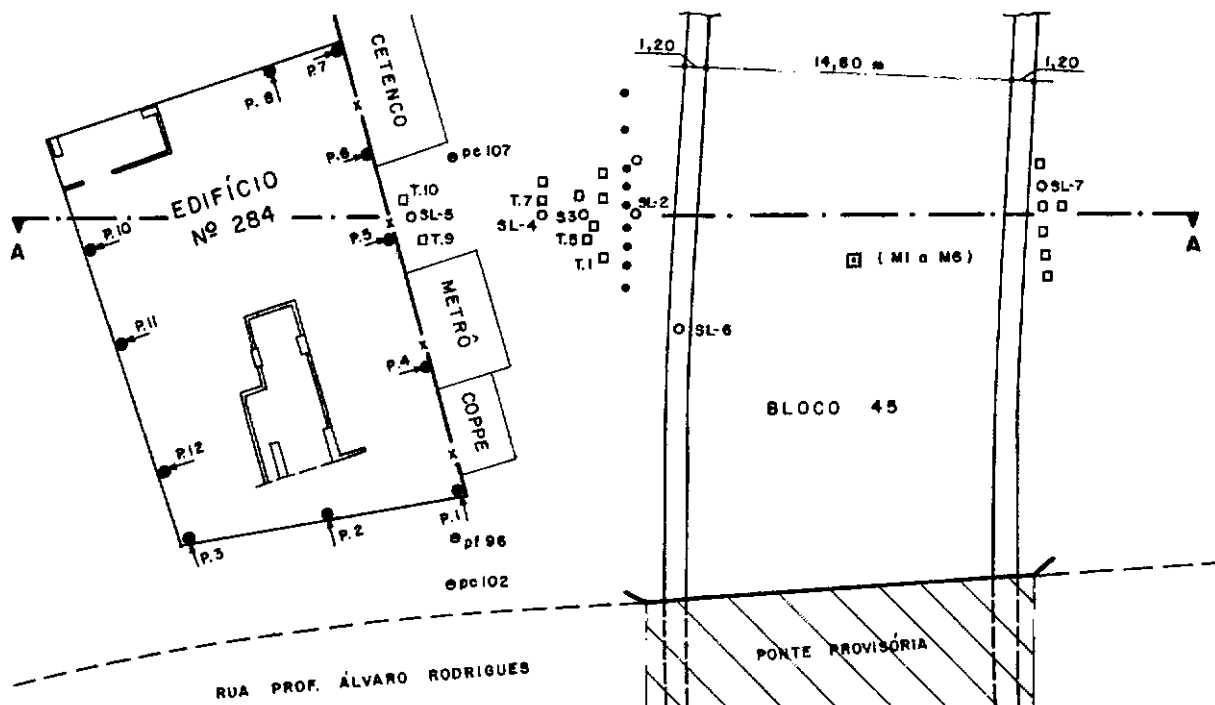 1,20
14,60 m
1,20
P.7
CETENCO
P. 8
P.6
pc 107
EDIFÍCIO
Nº 284
T.10
T.7
SL-5
SL-4
S3
SL-2
SL-7
A
A
P.10
P.5
T.9
T.5
T.1
(M1 a M6)
METRÔ
P.11
SL-6
P.4
COPPE
BLOCO 45
P.12
P.1
P.2
P.3
pf 96
pc 102
PONTE PROVISÓRIA
RUA PROF. ÁLVARO RODRIGUES